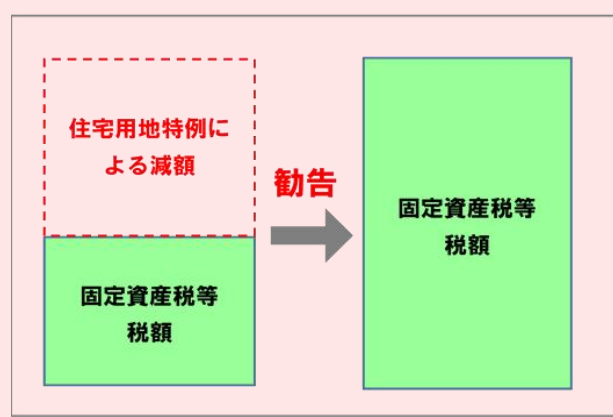 住宅用地特例に
よる減額
固定資産税等
税額
勧告
固定資産税等
税額